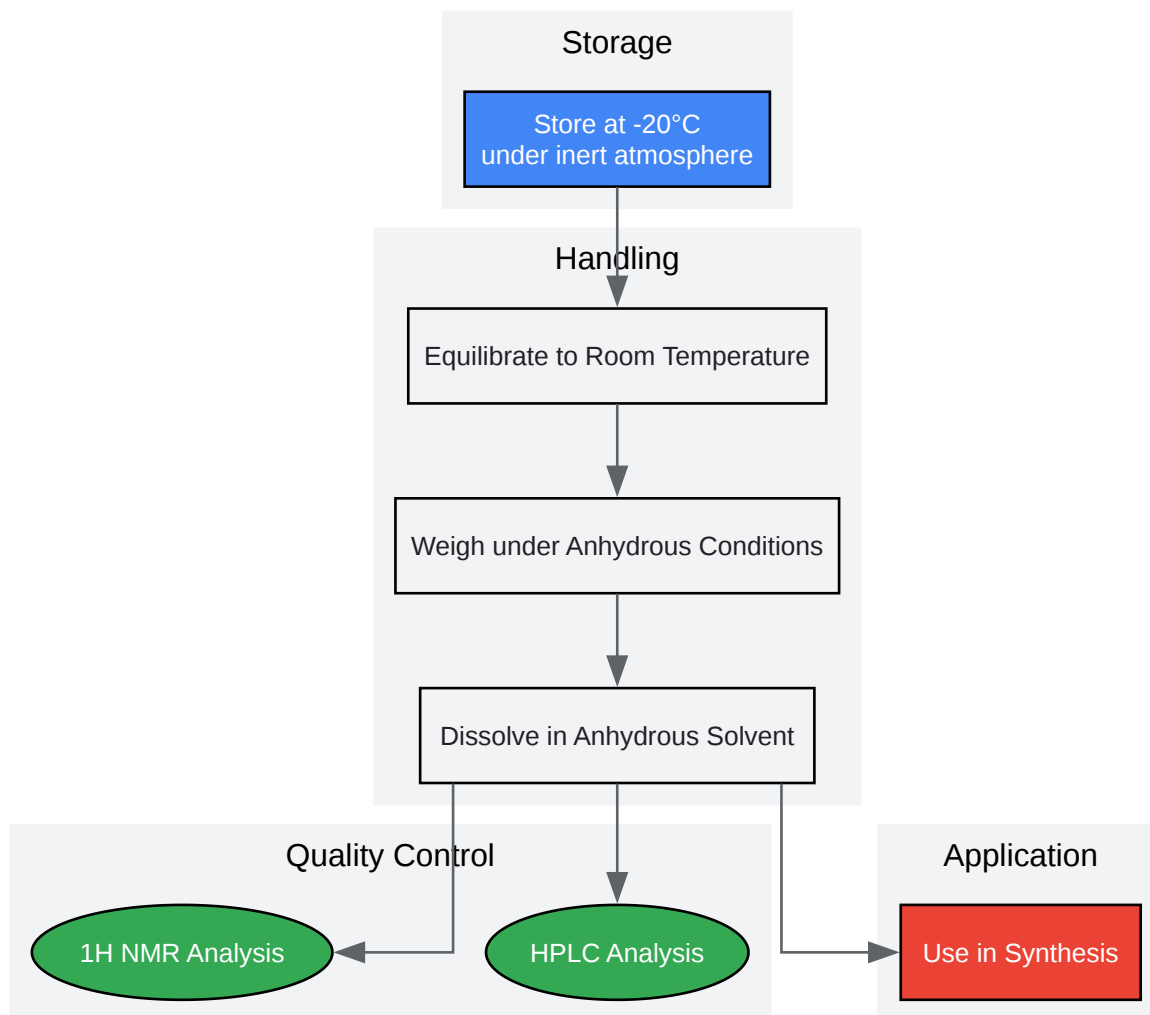 Storage
Store at -20°C
under inert atmosphere
Handling
Equilibrate to Room Temperature
Weigh under Anhydrous Conditions
Dissolve in Anhydrous Solvent
Quality Control
Application
1H NMR Analysis
HPLC Analysis
Use in Synthesis